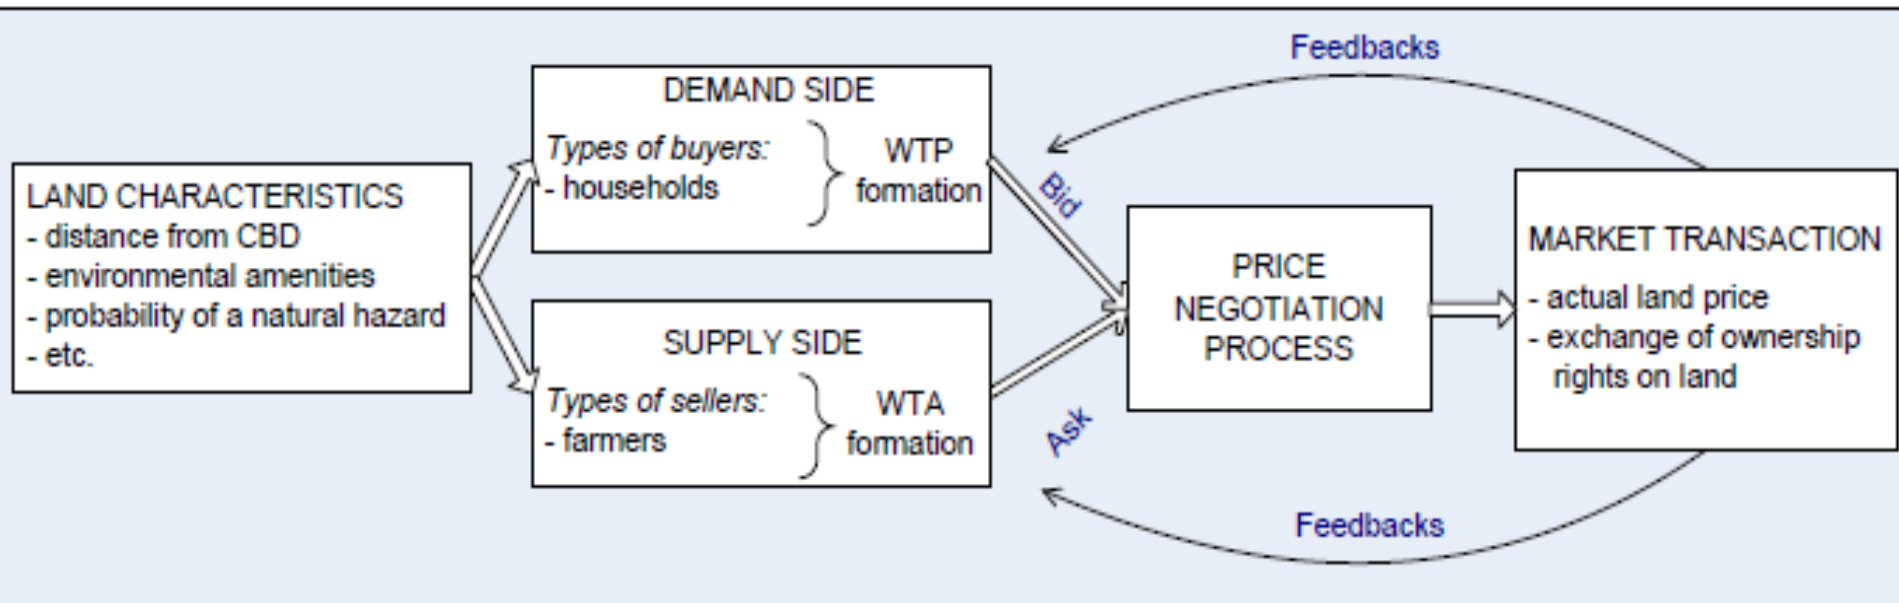 LAND CHARACTERISTICS
- distance from CBD
- environmental amenities
- probability of a natural hazard
- etc.
DEMAND SIDE
Types of buyers:
- households
WTP
formation
SUPPLY SIDE
Types of sellers:
- farmers
WTA
formation
Bid
Ask
PRICE
NEGOTIATION
PROCESS
Feedbacks
MARKET TRANSACTION
- actual land price
- exchange of ownership
rights on land
Feedbacks